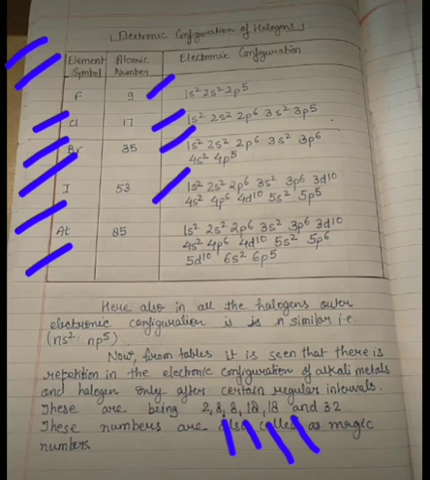 Electronic Configuration of Halogens
Element Symbol | Atomic Number | Electronic Configuration
F | 9 | 1s² 2s² 2p⁵
Cl | 17 | 1s² 2s² 2p⁶ 3s² 3p⁵
Br | 35 | 1s² 2s² 2p⁶ 3s² 3p⁶
4s² 4p⁵
I | 53 | 1s² 2s² 2p⁶ 3s² 3p⁶ 3d¹⁰
4s² 4p⁶ 4d¹⁰ 5s² 5p⁵
At | 85 | 1s² 2s² 2p⁶ 3s² 3p⁶ 3d¹⁰
4s² 4p⁶ 4d¹⁰ 5s² 5p⁶
5d¹⁰ 6s² 6p⁵
Here also in all the halogens outer
electronic configuration is is n similar i.e.
(ns² np⁵)
Now, from tables it is seen that there is
repetition in the electronic configuration of alkali metals
and halogen only after certain regular intervals.
These are being 2, 8, 8, 18, 18 and 32
These numbers are also called as magic
numbers